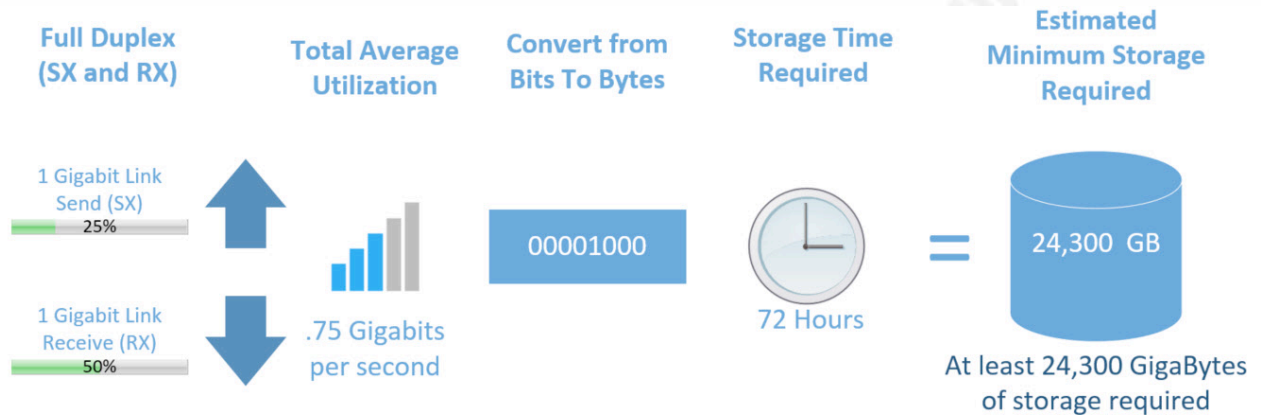 Full Duplex
(SX and RX)
Total Average
Utilization
Convert from
Bits To Bytes
Storage Time
Required
Estimated
Minimum Storage
Required
1 Gigabit Link
Send (SX)
25%
1 Gigabit Link
Receive (RX)
50%
.75 Gigabits
per second
00001000
72 Hours
=
24,300 GB
At least 24,300 GigaBytes
of storage required